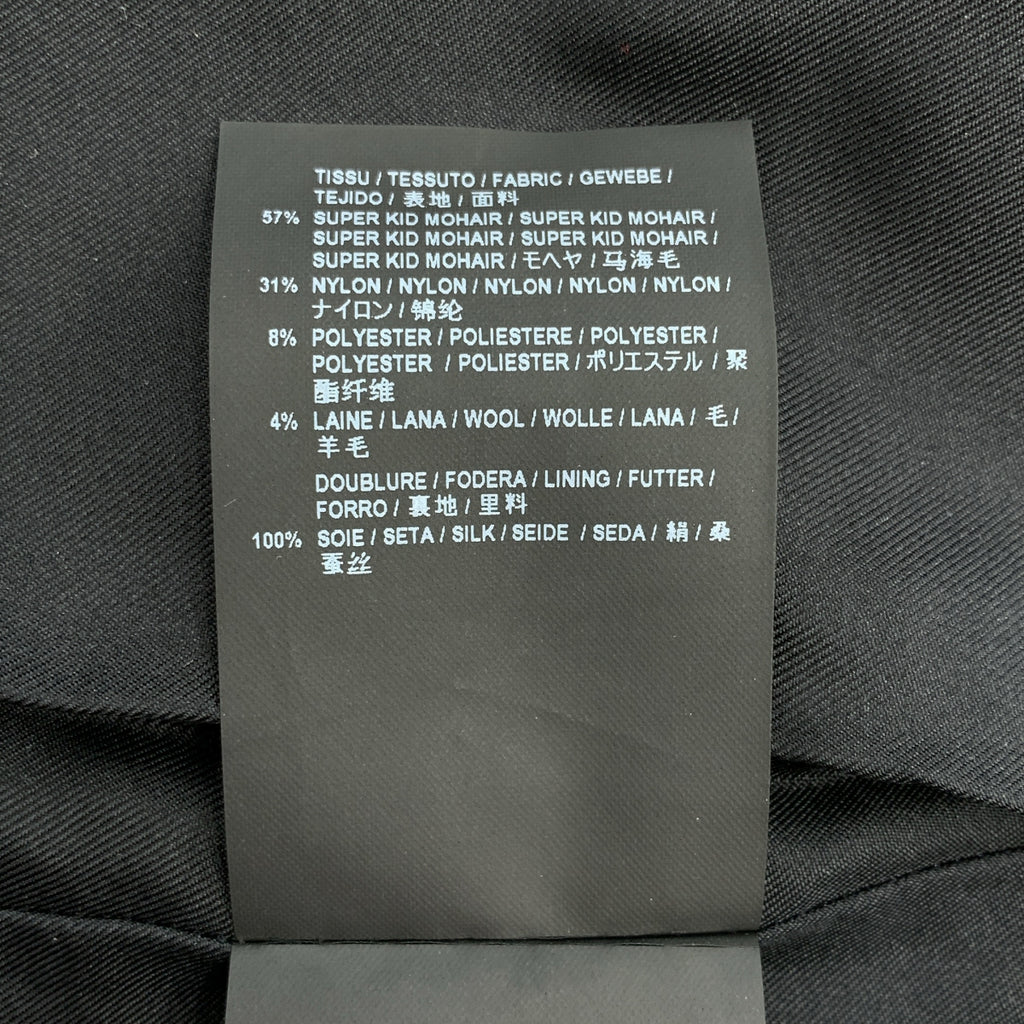 TISSU / TESSUTO / FABRIC / GEWEBE /
TEJIDO / 表地 / 面料
57% SUPER KID MOHAIR / SUPER KID MOHAIR /
SUPER KID MOHAIR / SUPER KID MOHAIR /
SUPER KID MOHAIR / モヘヤ / 马海毛
31% NYLON / NYLON / NYLON / NYLON / NYLON /
ナイロン / 锦纶
8% POLYESTER / POLIESTERE / POLYESTER /
POLYESTER / POLIESTER / ポリエステル / 聚
酯纤维
4% LAINE / LANA / WOOL / WOLLE / LANA / 毛 /
羊毛
DOUBLURE / FODERA / LINING / FUTTER /
FORRO / 裏地 / 里料
100% SOIE / SETA / SILK / SEIDE / SEDA / 絹 / 桑
蚕丝